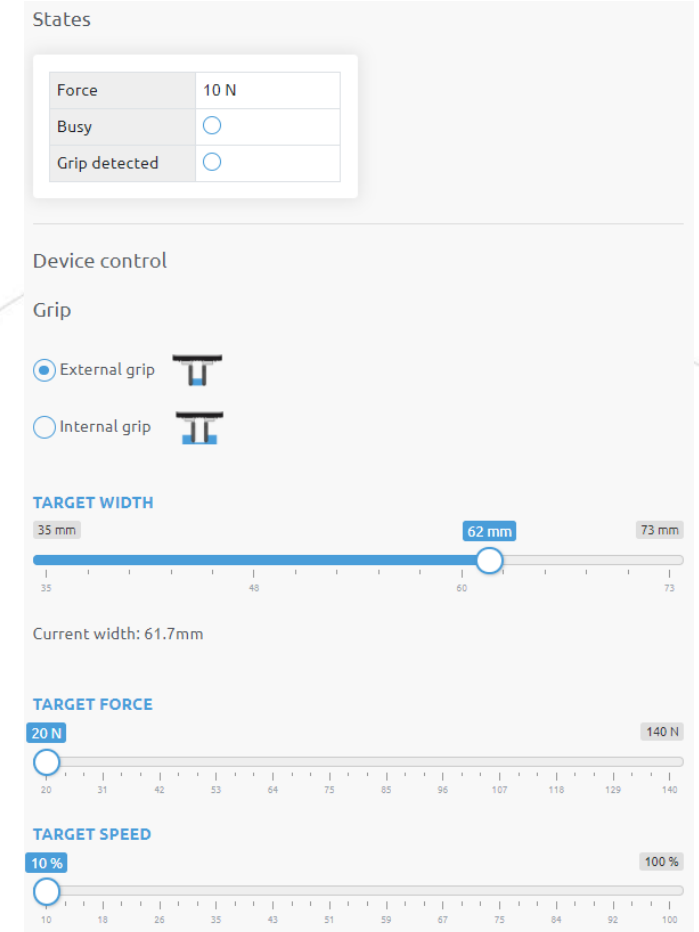 States
Force 10 N
Busy
Grip detected
Device control
Grip
External grip
Internal grip
TARGET WIDTH
35 mm 62 mm 73 mm
35 48 60 73
Current width: 61.7mm
TARGET FORCE
20 N 140 N
20 31 42 53 64 75 85 96 107 118 129 140
TARGET SPEED
10 % 100 %
10 18 26 35 43 51 59 67 75 84 92 100